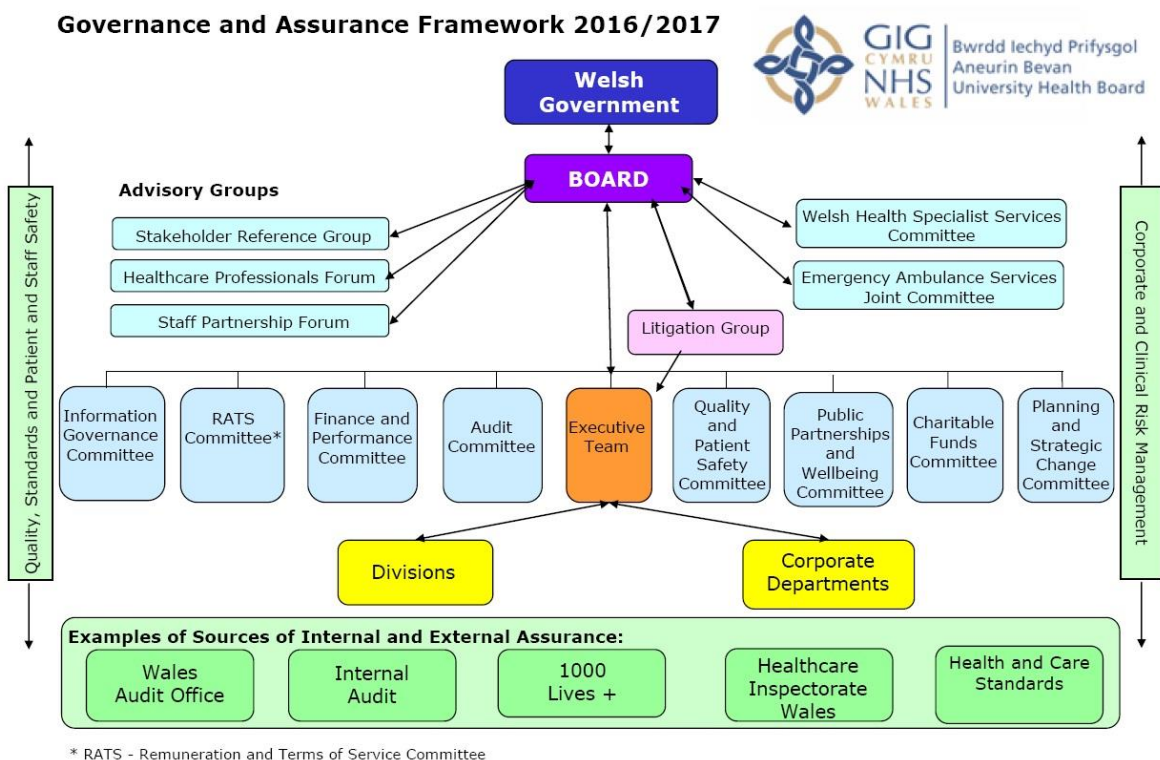 Governance and Assurance Framework 2016/2017
GIG
CYMRU
NHS
WALES
Bwrdd Iechyd Prifysgol
Aneurin Bevan
University Health Board
Welsh
Government
BOARD
Advisory Groups
Stakeholder Reference Group
Healthcare Professionals Forum
Staff Partnership Forum
Welsh Health Specialist Services
Committee
Emergency Ambulance Services
Joint Committee
Litigation Group
Quality, Standards and Patient and Staff Safety
Corporate and Clinical Risk Management
Information
Governance
Committee
RATS
Committee*
Finance and
Performance
Committee
Audit
Committee
Executive
Team
Quality
and
Patient
Safety
Committee
Public
Partnerships
and
Wellbeing
Committee
Charitable
Funds
Committee
Planning
and
Strategic
Change
Committee
Divisions
Corporate
Departments
Examples of Sources of Internal and External Assurance:
Wales
Audit Office
Internal
Audit
1000
Lives +
Healthcare
Inspectorate
Wales
Health and Care
Standards
* RATS - Remuneration and Terms of Service Committee